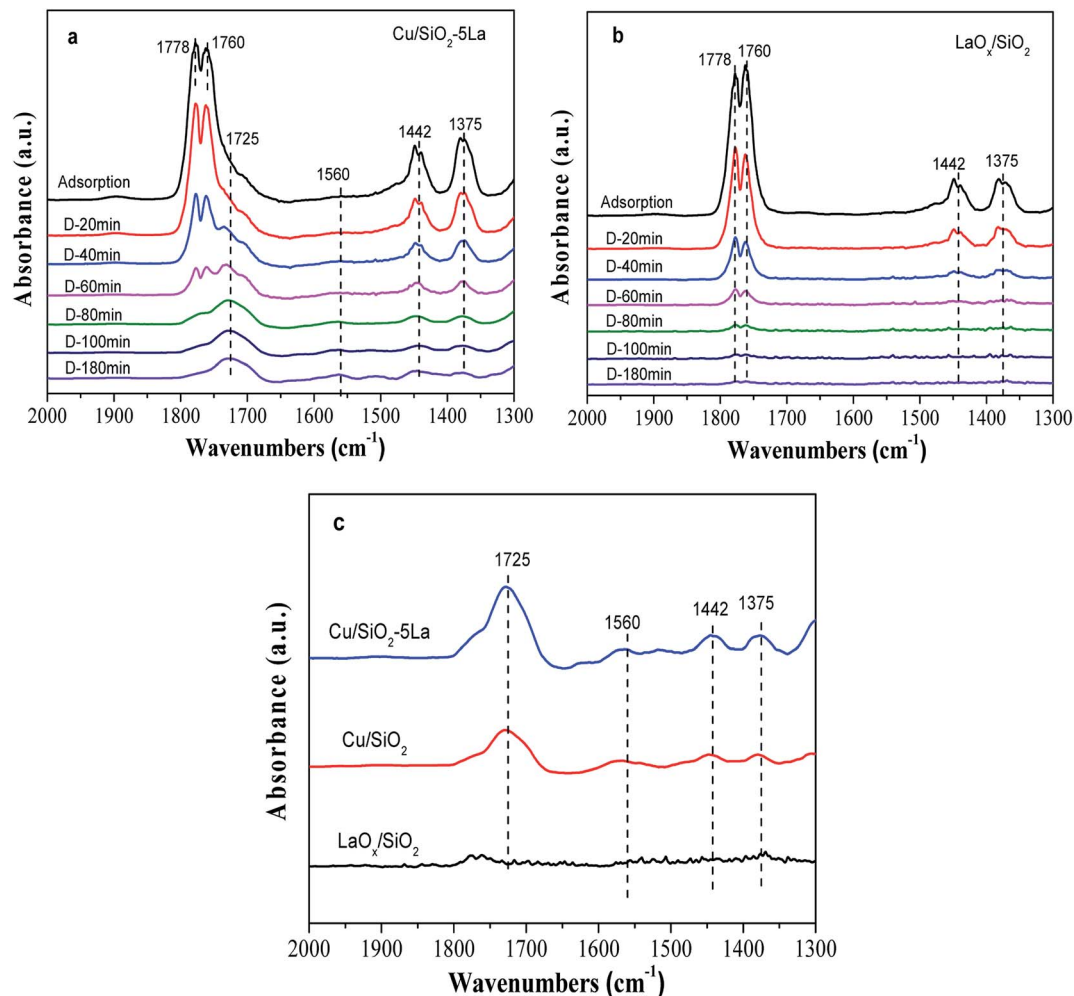 a
Cu/SiO₂-5La
1778
1760
1725
1560
1442
1375
Adsorption
D-20min
D-40min
D-60min
D-80min
D-100min
D-180min
2000 1900 1800 1700 1600 1500 1400 1300
Wavenumbers (cm⁻¹)
Absorbance (a.u.)
b
LaOₓ/SiO₂
1778
1760
1442
1375
Adsorption
D-20min
D-40min
D-60min
D-80min
D-100min
D-180min
2000 1900 1800 1700 1600 1500 1400 1300
Wavenumbers (cm⁻¹)
Absorbance (a.u.)
c
1725
1560
1442
1375
Cu/SiO₂-5La
Cu/SiO₂
LaOₓ/SiO₂
2000 1900 1800 1700 1600 1500 1400 1300
Wavenumbers (cm⁻¹)
Absorbance (a.u.)